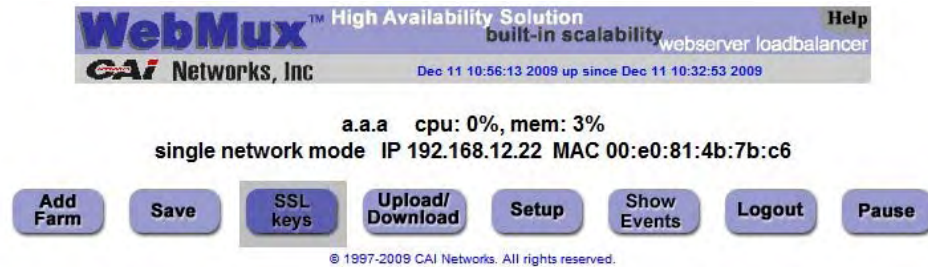 WebMux™ High Availability Solution
built-in scalability
webserver loadbalancer
Help
CAI Networks, Inc
Dec 11 10:56:13 2009 up since Dec 11 10:32:53 2009
a.a.a cpu: 0%, mem: 3%
single network mode IP 192.168.12.22 MAC 00:e0:81:4b:7b:c6
Add
Farm
Save
SSL
keys
Upload/
Download
Setup
Show
Events
Logout
Pause
© 1997-2009 CAI Networks. All rights reserved.